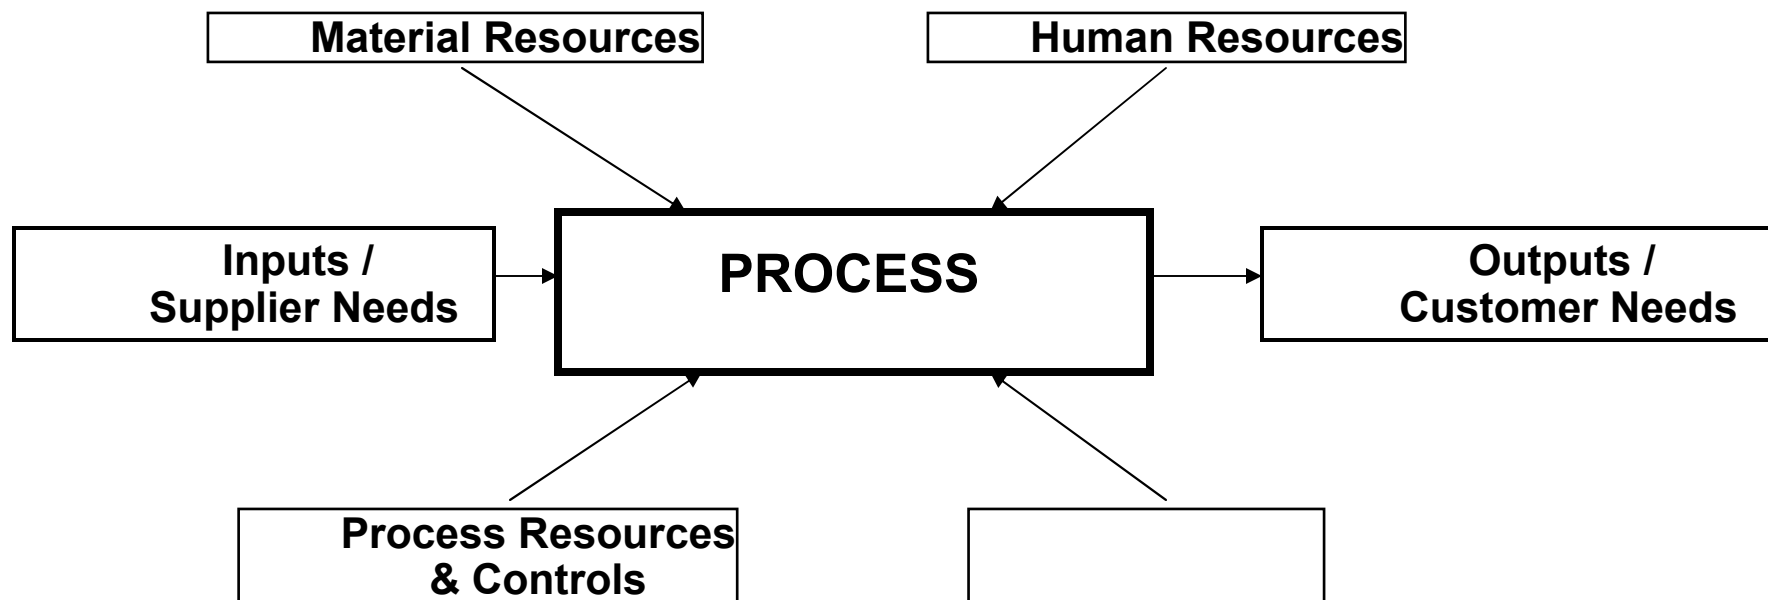 Material Resources
Human Resources
Inputs /
Supplier Needs
PROCESS
Outputs /
Customer Needs
Process Resources
& Controls